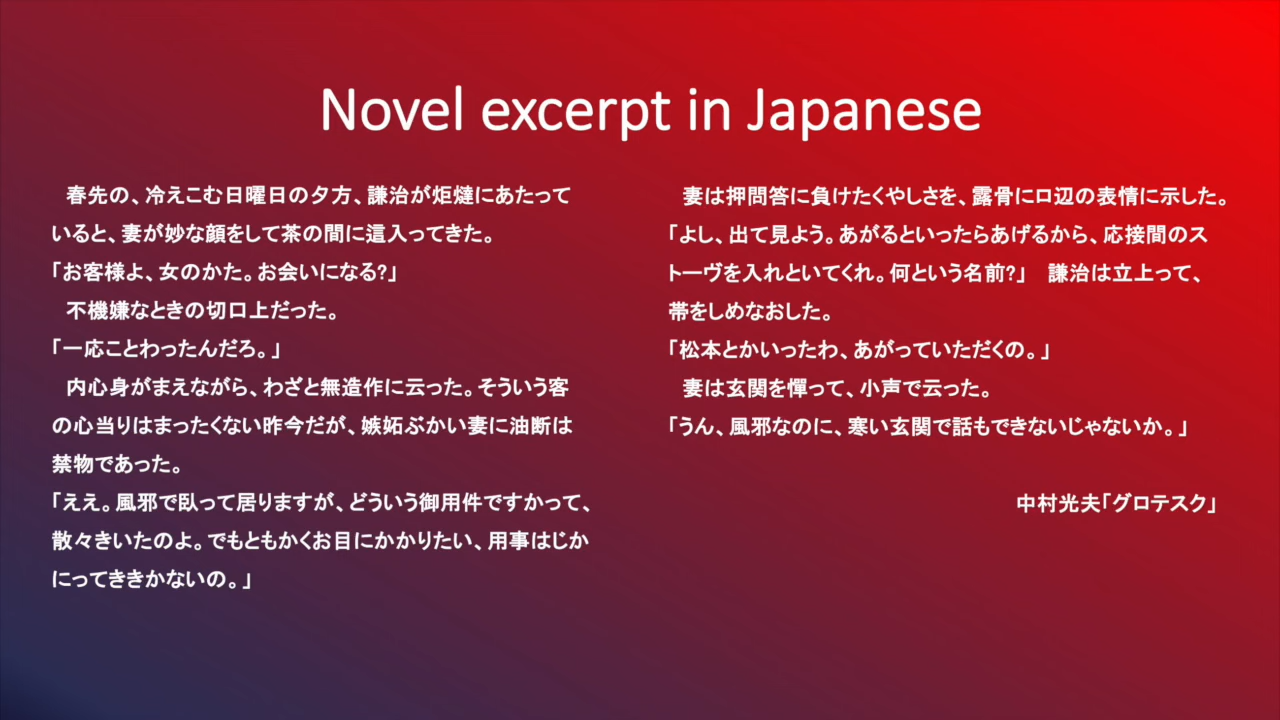 Novel excerpt in Japanese
　春先の、冷えこむ日曜日の夕方、謙治が炬燵にあたって
いると、妻が妙な顔をして茶の間に這入ってきた。
「お客様よ、女のかた。お会いになる?」
　不機嫌なときの切口上だった。
「一応ことわったんだろ。」
　内心身がまえながら、わざと無造作に云った。そういう客
の心当りはまったくない昨今だが、嫉妬ぶかい妻に油断は
禁物であった。
「ええ。風邪で臥って居りますが、どういう御用件ですかって、
散々きいたのよ。でもともかくお目にかかりたい、用事はじか
にってききかないの。」
　妻は押問答に負けたくやしさを、露骨に口辺の表情に示した。
「よし、出て見よう。あがるといったらあげるから、応接間のス
トーヴを入れといてくれ。何という名前?」　謙治は立上って、
帯をしめなおした。
「松本とかいったわ、あがっていただくの。」
　妻は玄関を憚って、小声で云った。
「うん、風邪なのに、寒い玄関で話もできないじゃないか。」
中村光夫「グロテスク」